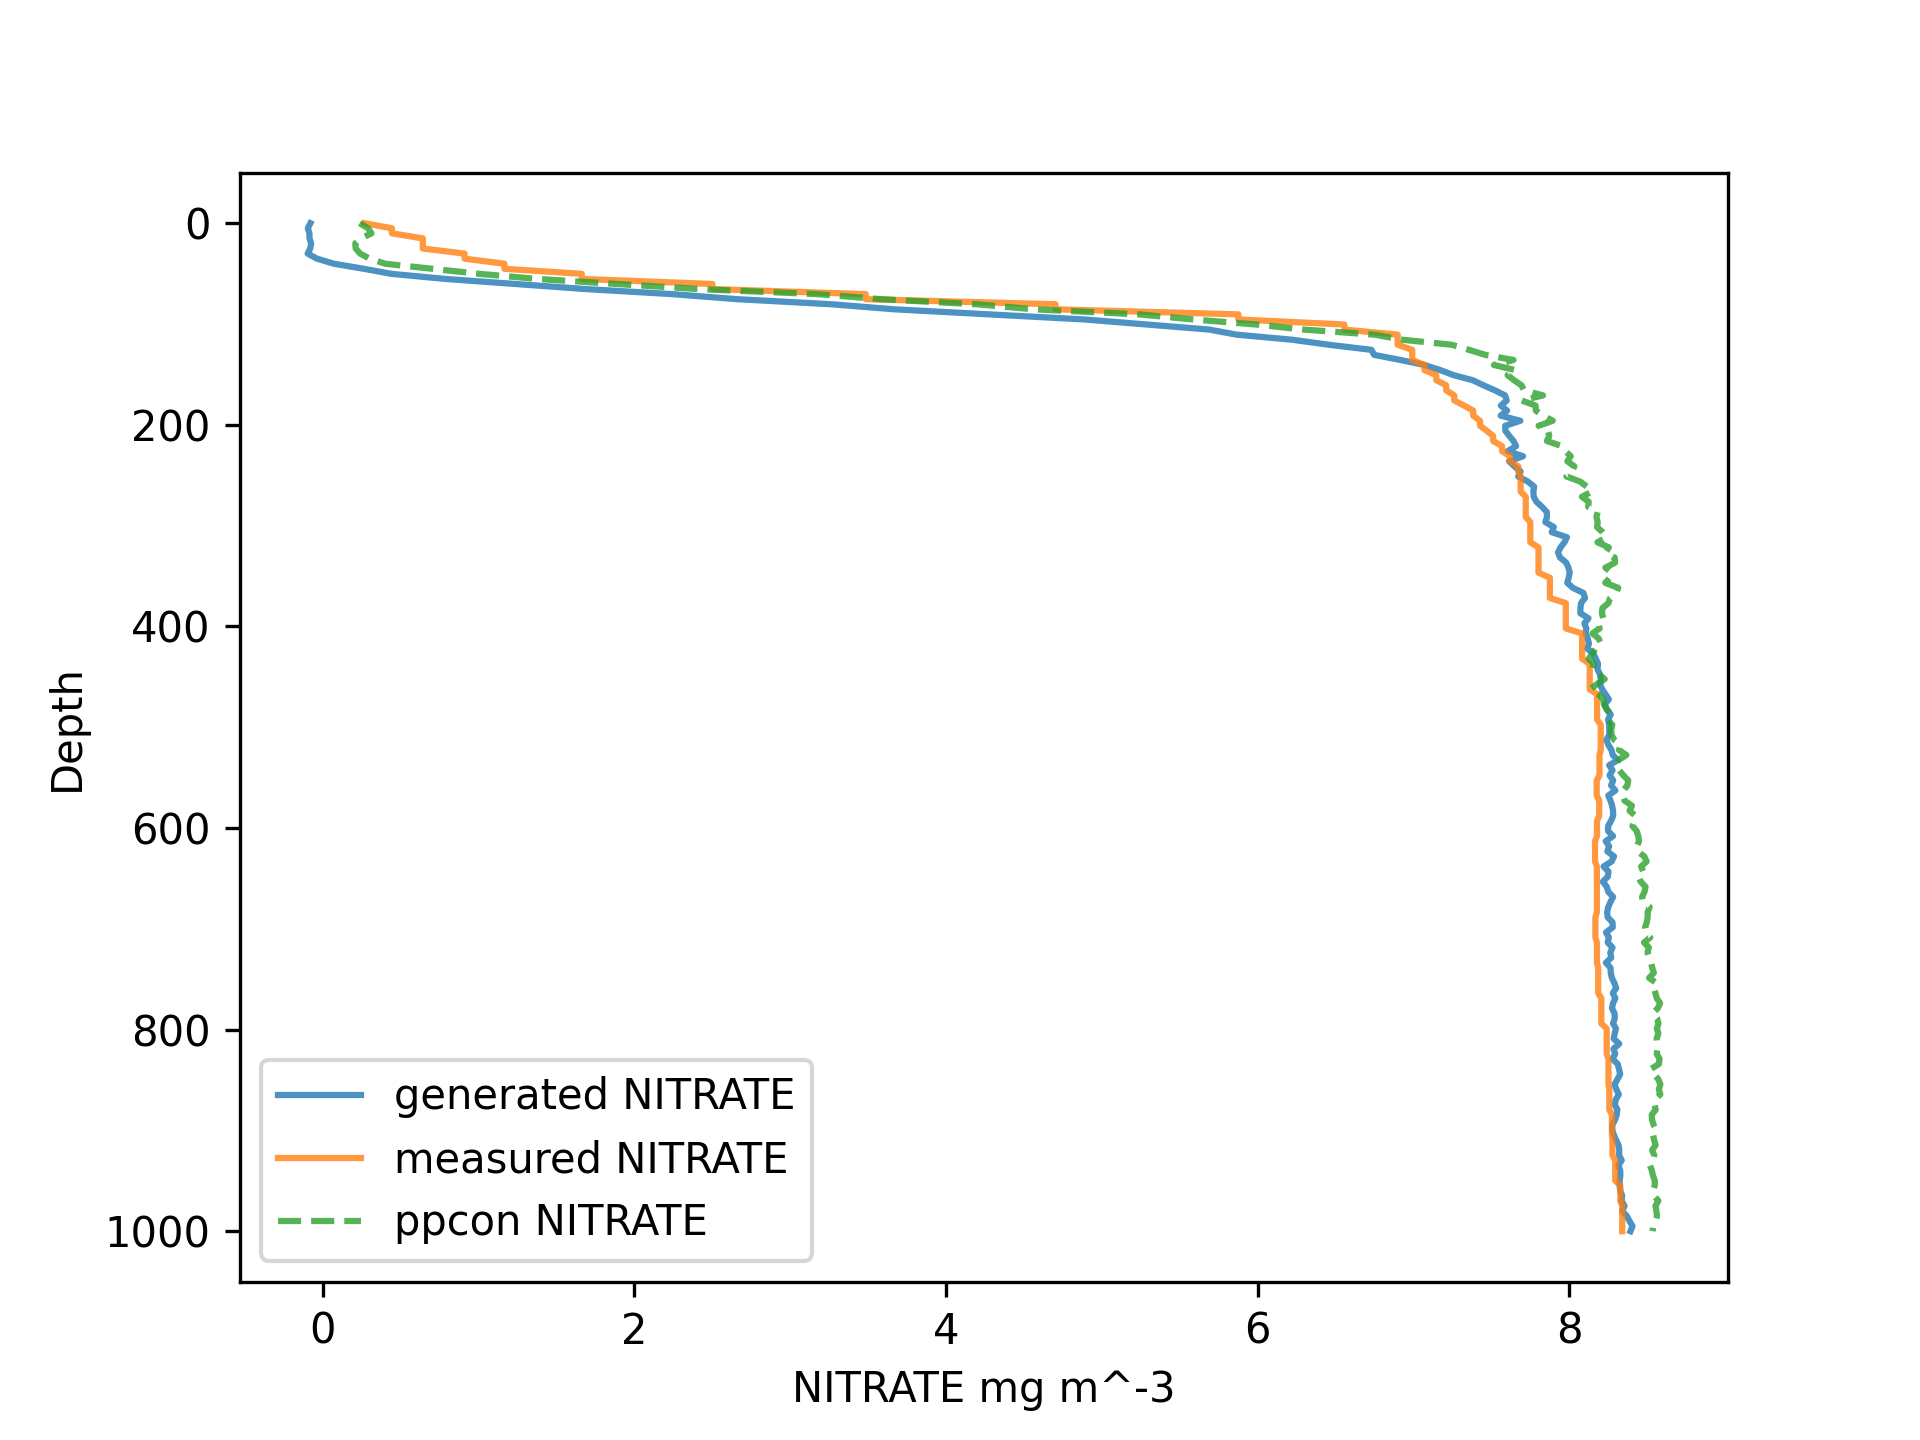 0
200
400
600
800
1000
Depth
generated NITRATE
measured NITRATE
ppcon NITRATE
0 2 4 6 8
NITRATE mg m^-3